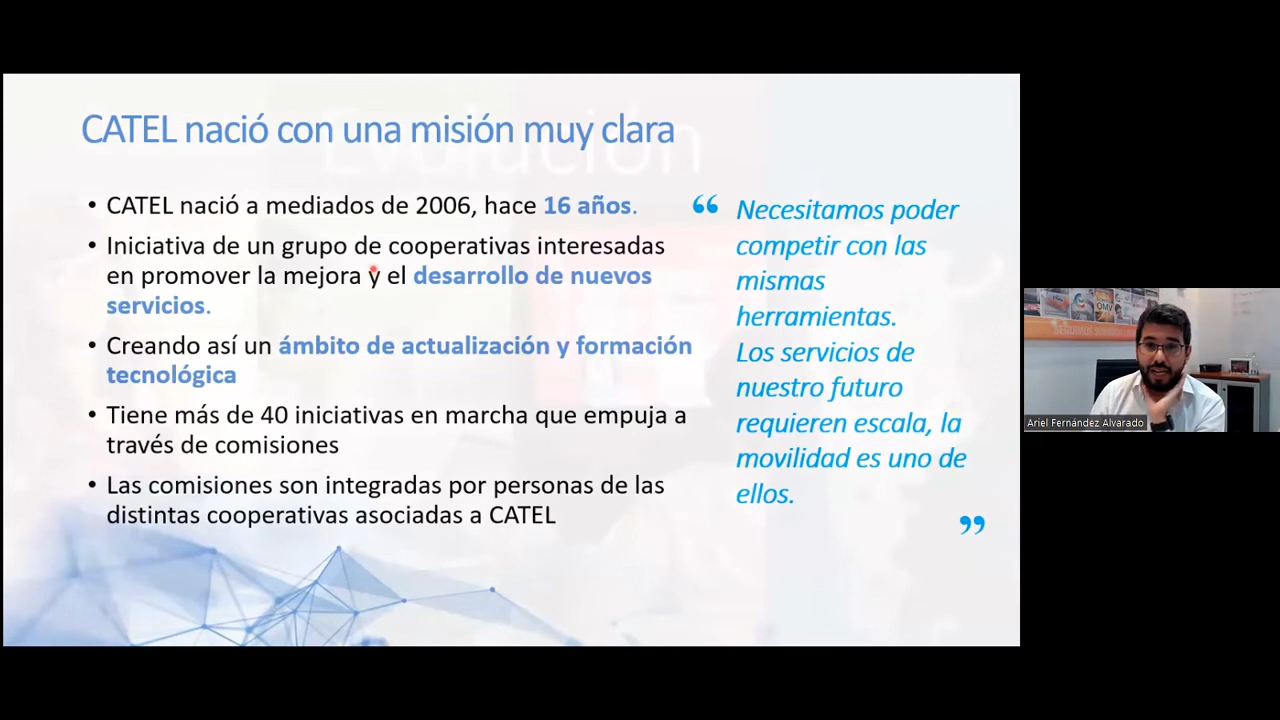 CATEL nació con una misión muy clara
• CATEL nació a mediados de 2006, hace 16 años.
• Iniciativa de un grupo de cooperativas interesadas
en promover la mejora y el desarrollo de nuevos
servicios.
• Creando así un ámbito de actualización y formación
tecnológica
• Tiene más de 40 iniciativas en marcha que empuja a
través de comisiones
• Las comisiones son integradas por personas de las
distintas cooperativas asociadas a CATEL
“ Necesitamos poder
competir con las
mismas
herramientas.
Los servicios de
nuestro futuro
requieren escala, la
movilidad es uno de
ellos.
”
Evolución
OMV
Ariel Fernández Alvarado